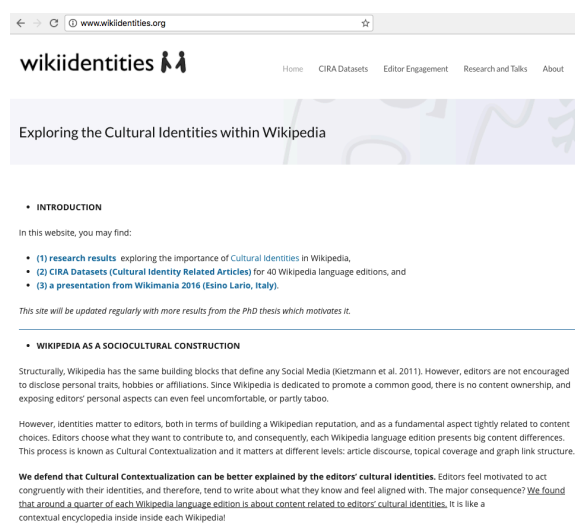 www.wikiidentities.org
wikiidentities
Home CIRA Datasets Editor Engagement Research and Talks About
Exploring the Cultural Identities within Wikipedia
• INTRODUCTION
In this website, you may find:
• (1) research results exploring the importance of Cultural Identities in Wikipedia,
• (2) CIRA Datasets (Cultural Identity Related Articles) for 40 Wikipedia language editions, and
• (3) a presentation from Wikimania 2016 (Esino Lario, Italy).
This site will be updated regularly with more results from the PhD thesis which motivates it.
• WIKIPEDIA AS A SOCIOCULTURAL CONSTRUCTION
Structurally, Wikipedia has the same building blocks that define any Social Media (Kietzmann et al. 2011). However, editors are not encouraged
to disclose personal traits, hobbies or affiliations. Since Wikipedia is dedicated to promote a common good, there is no content ownership, and
exposing editors' personal aspects can even feel uncomfortable, or partly taboo.
However, identities matter to editors, both in terms of building a Wikipedian reputation, and as a fundamental aspect tightly related to content
choices. Editors choose what they want to contribute to, and consequently, each Wikipedia language edition presents big content differences.
This process is known as Cultural Contextualization and it matters at different levels: article discourse, topical coverage and graph link structure.
We defend that Cultural Contextualization can be better explained by the editors' cultural identities. Editors feel motivated to act
congruently with their identities, and therefore, tend to write about what they know and feel aligned with. The major consequence? We found
that around a quarter of each Wikipedia language edition is about content related to editors' cultural identities. It is like a
contextual encyclopedia inside inside each Wikipedia!